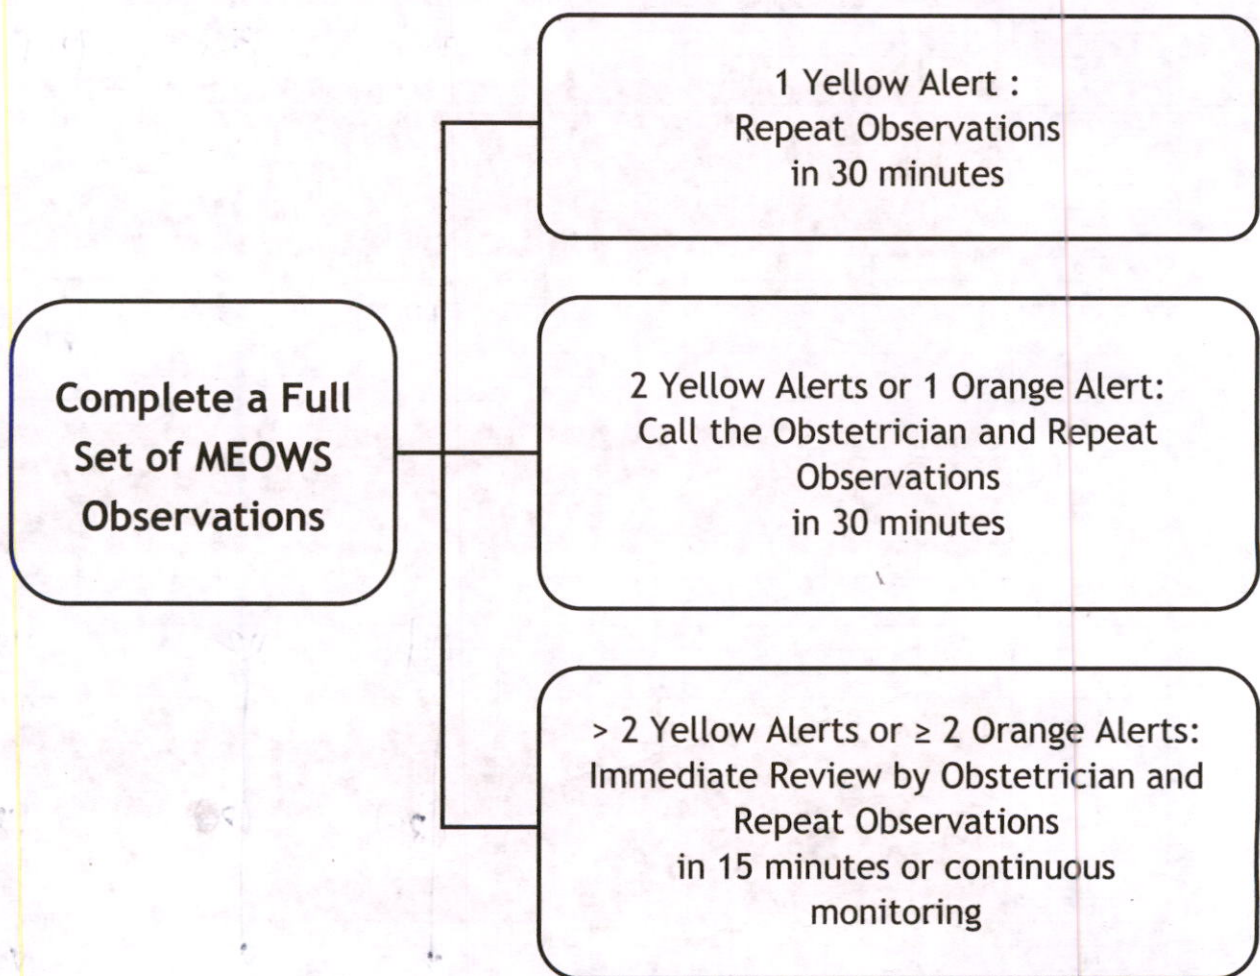 1 Yellow Alert :
Repeat Observations
in 30 minutes
Complete a Full
Set of MEOWS
Observations
2 Yellow Alerts or 1 Orange Alert:
Call the Obstetrician and Repeat
Observations
in 30 minutes
> 2 Yellow Alerts or ≥ 2 Orange Alerts:
Immediate Review by Obstetrician and
Repeat Observations
in 15 minutes or continuous
monitoring